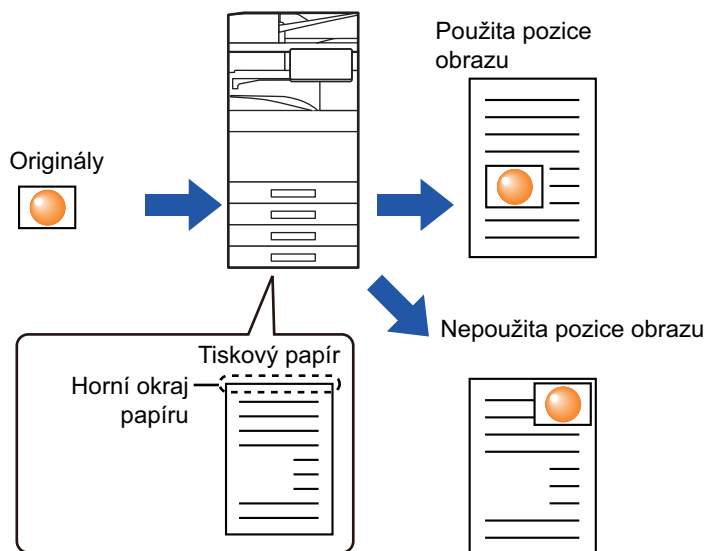 Použita pozice
obrazu
Originály
Nepoužita pozice obrazu
Tiskový papír
Horní okraj
papíru